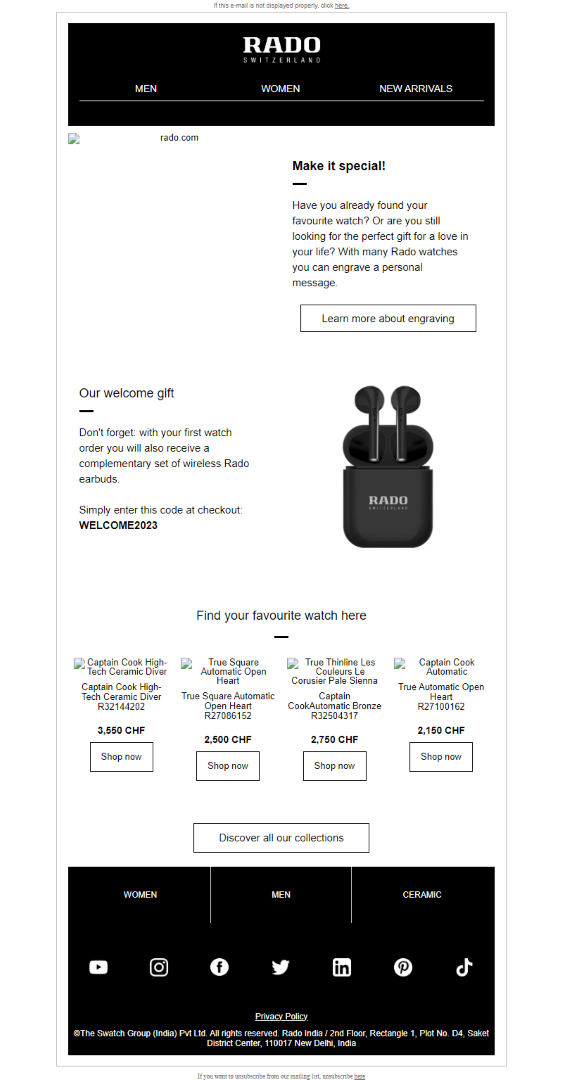 If this e-mail is not displayed properly, click here.
RADO
SWITZERLAND
MEN WOMEN NEW ARRIVALS
rado.com
Make it special!
Have you already found your
favourite watch? Or are you still
looking for the perfect gift for a love in
your life? With many Rado watches
you can engrave a personal
message.
Learn more about engraving
Our welcome gift
Don't forget: with your first watch
order you will also receive a
complementary set of wireless Rado
earbuds.
Simply enter this code at checkout:
WELCOME2023
RADO
SWITZERLAND
Find your favourite watch here
Captain Cook High-
Tech Ceramic Diver
Captain Cook High-
Tech Ceramic Diver
R32144202
3,550 CHF
Shop now
True Square
Automatic Open
Heart
True Square Automatic
Open Heart
R27086152
2,500 CHF
Shop now
True Thinline Les
Couleurs Le
Corusier Pale Sienna
Captain
CookAutomatic Bronze
R32504317
2,750 CHF
Shop now
Captain Cook
Automatic
True Automatic Open
Heart
R27100162
2,150 CHF
Shop now
Discover all our collections
WOMEN MEN CERAMIC
Privacy Policy
©The Swatch Group (India) Pvt Ltd. All rights reserved. Rado India / 2nd Floor, Rectangle 1, Plot No. D4, Saket
District Center, 110017 New Delhi, India
If you want to unsubscribe from our mailing list, unsubscribe here